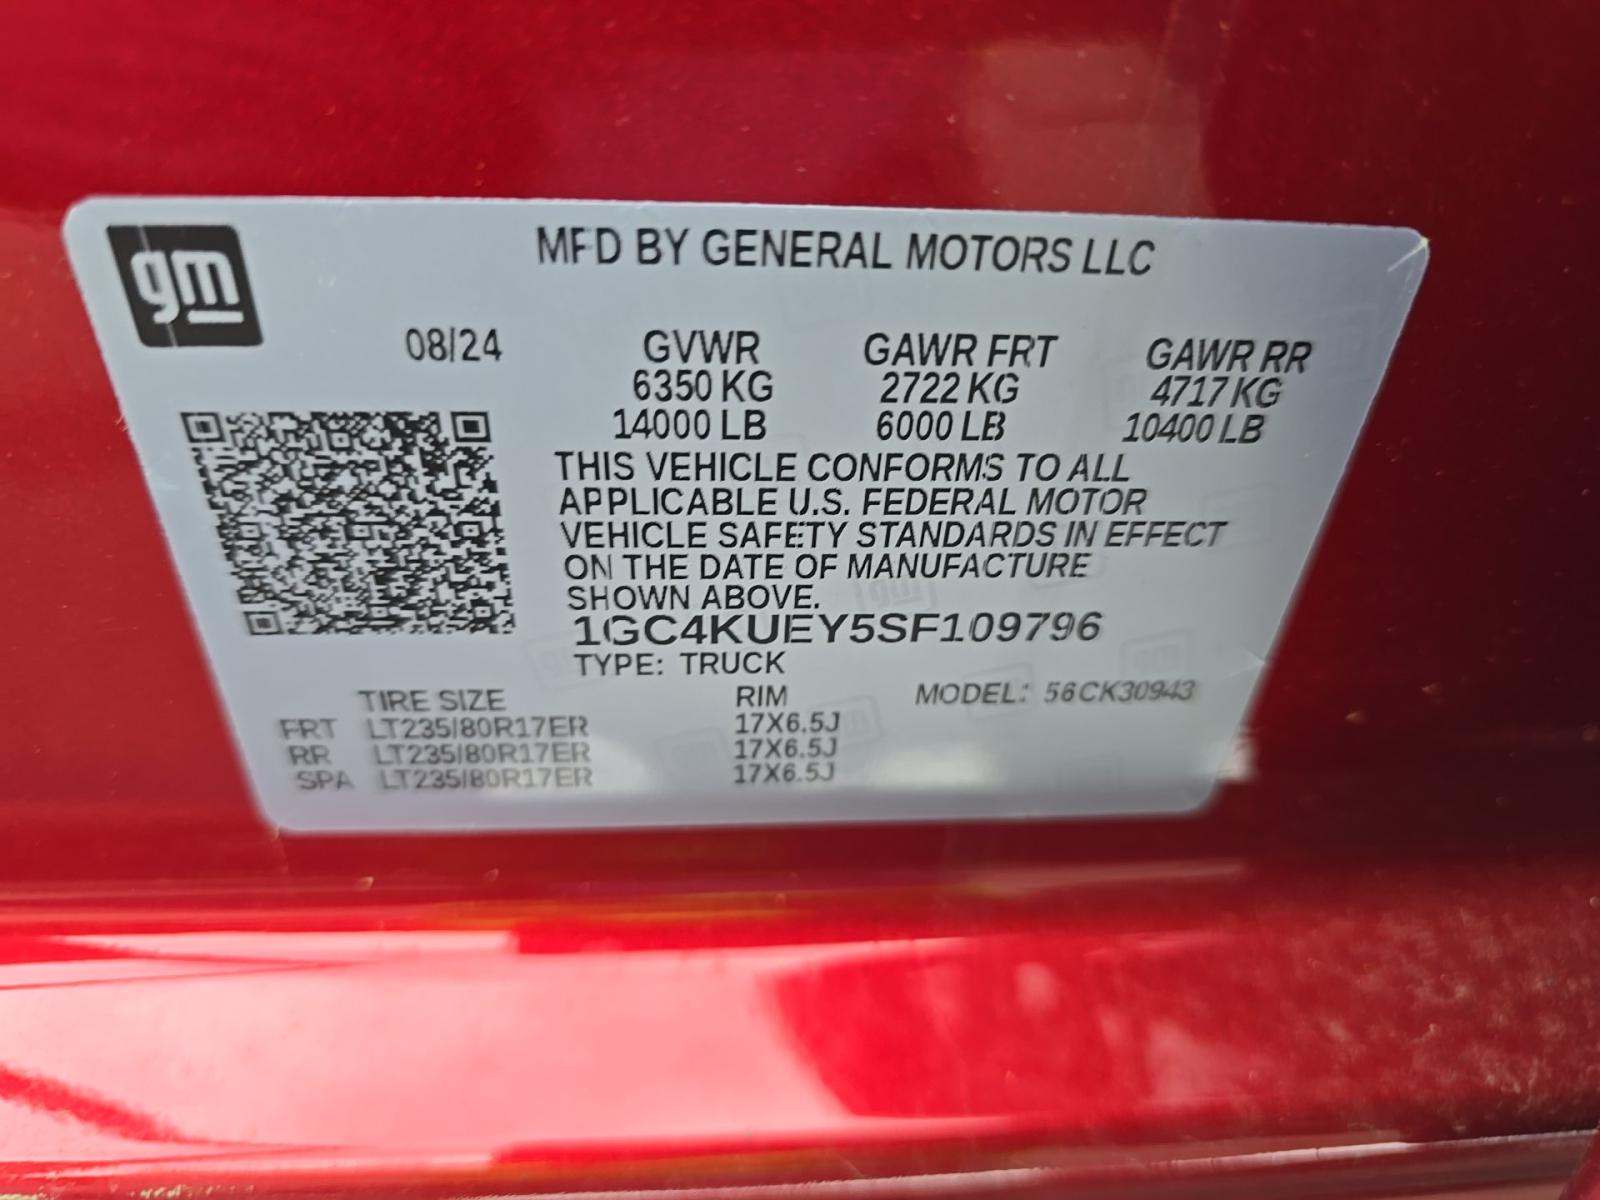 gm
MFD BY GENERAL MOTORS LLC
08/24 GVWR GAWR FRT GAWR RR
6350 KG 2722 KG 4717 KG
14000 LB 6000 LB 10400 LB
THIS VEHICLE CONFORMS TO ALL
APPLICABLE U.S. FEDERAL MOTOR
VEHICLE SAFETY STANDARDS IN EFFECT
ON THE DATE OF MANUFACTURE
SHOWN ABOVE.
1GC4KUEY5SF109796
TYPE: TRUCK
TIRE SIZE RIM MODEL: 56CK30943
FRT LT235/80R17ER 17X6.5J
RR LT235/80R17ER 17X6.5J
SPA LT235/80R17ER 17X6.5J